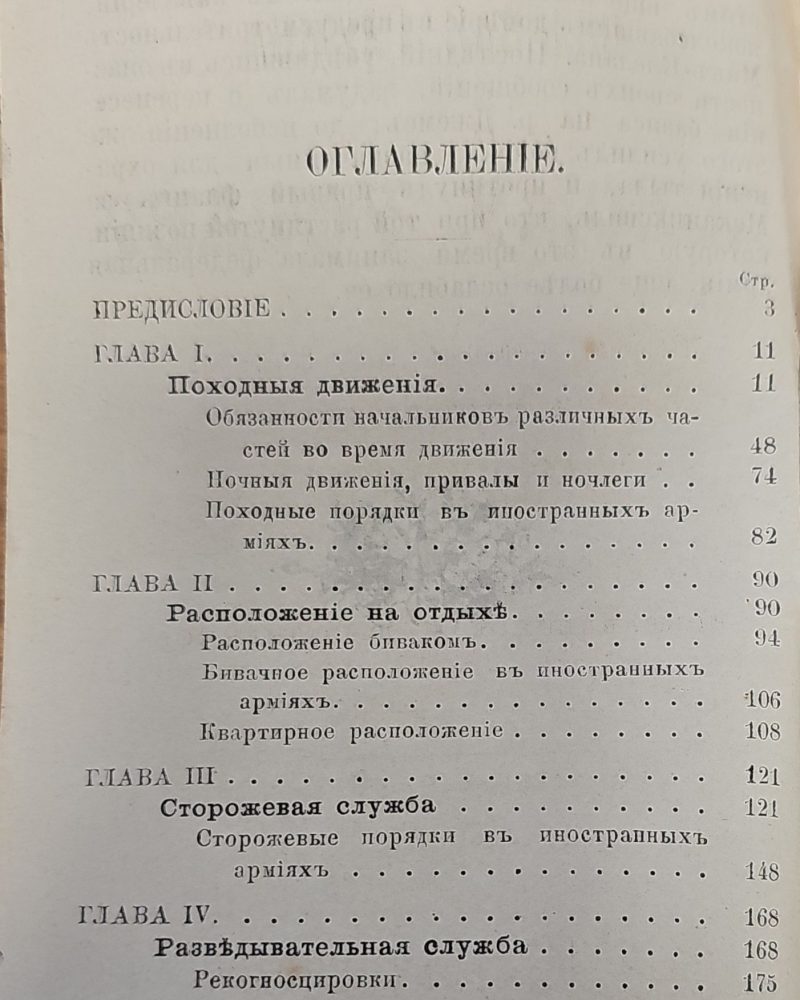 ОГЛАВЛЕНІЕ.
Стр.
ПРЕДИСЛОВІЕ . . . . . . . . . . . . . . . . . 3
ГЛАВА I. . . . . . . . . . . . . . . . . . . . 11
Походныя движенія. . . . . . . . . . . 11
Обязанности начальниковъ различныхъ ча-
стей во время движенія . . . . . . . 48
Ночныя движенія, привалы и ночлеги . . 74
Походные порядки въ иностранныхъ ар-
міяхъ. . . . . . . . . . . . . . . . . 82
ГЛАВА II . . . . . . . . . . . . . . . . . . . 90
Расположеніе на отдыхѣ. . . . . . . . 90
Расположеніе бивакомъ. . . . . . . . . . 94
Бивачное расположеніе въ иностранныхъ
арміяхъ. . . . . . . . . . . . . . . . 106
Квартирное расположеніе . . . . . . . . 108
ГЛАВА III . . . . . . . . . . . . . . . . . . 121
Сторожевая служба . . . . . . . . . . 121
Сторожевые порядки въ иностранныхъ
арміяхъ . . . . . . . . . . . . . . . 148
ГЛАВА IV. . . . . . . . . . . . . . . . . . . 168
Развѣдывательная служба . . . . . . . 168
Рекогносцировки. . . . . . . . . . . . . 175